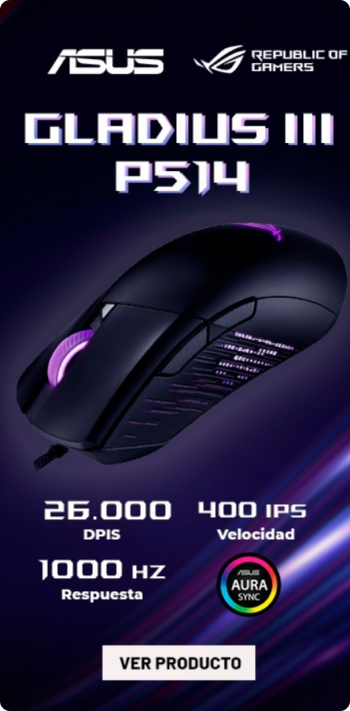 ASUS
REPUBLIC OF
GAMERS
GLADIUS III
P514
26.000
DPIS
400 IPS
Velocidad
1000 HZ
Respuesta
ASUS
AURA
SYNC
VER PRODUCTO